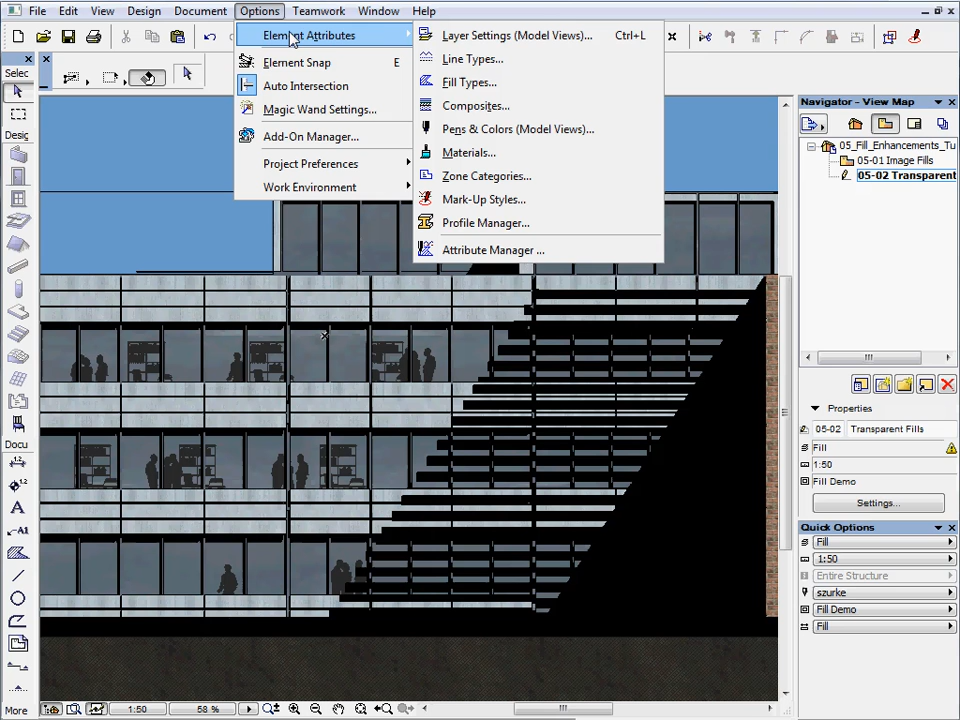 File Edit View Design Document Options Teamwork Window Help
Element Attributes
Element Snap E
Auto Intersection
Magic Wand Settings...
Add-On Manager...
Project Preferences
Work Environment
Layer Settings (Model Views)... Ctrl+L
Line Types...
Fill Types...
Composites...
Pens & Colors (Model Views)...
Materials...
Zone Categories...
Mark-Up Styles...
Profile Manager...
Attribute Manager ...
Selec
Desig
Docu
A1
More
Navigator - View Map
05_Fill_Enhancements_Tu
05-01 Image Fills
05-02 Transparent
Properties
05-02 Transparent Fills
Fill
1:50
Fill Demo
Settings...
Quick Options
Fill
1:50
Entire Structure
szurke
Fill Demo
Fill
1:50 58 %